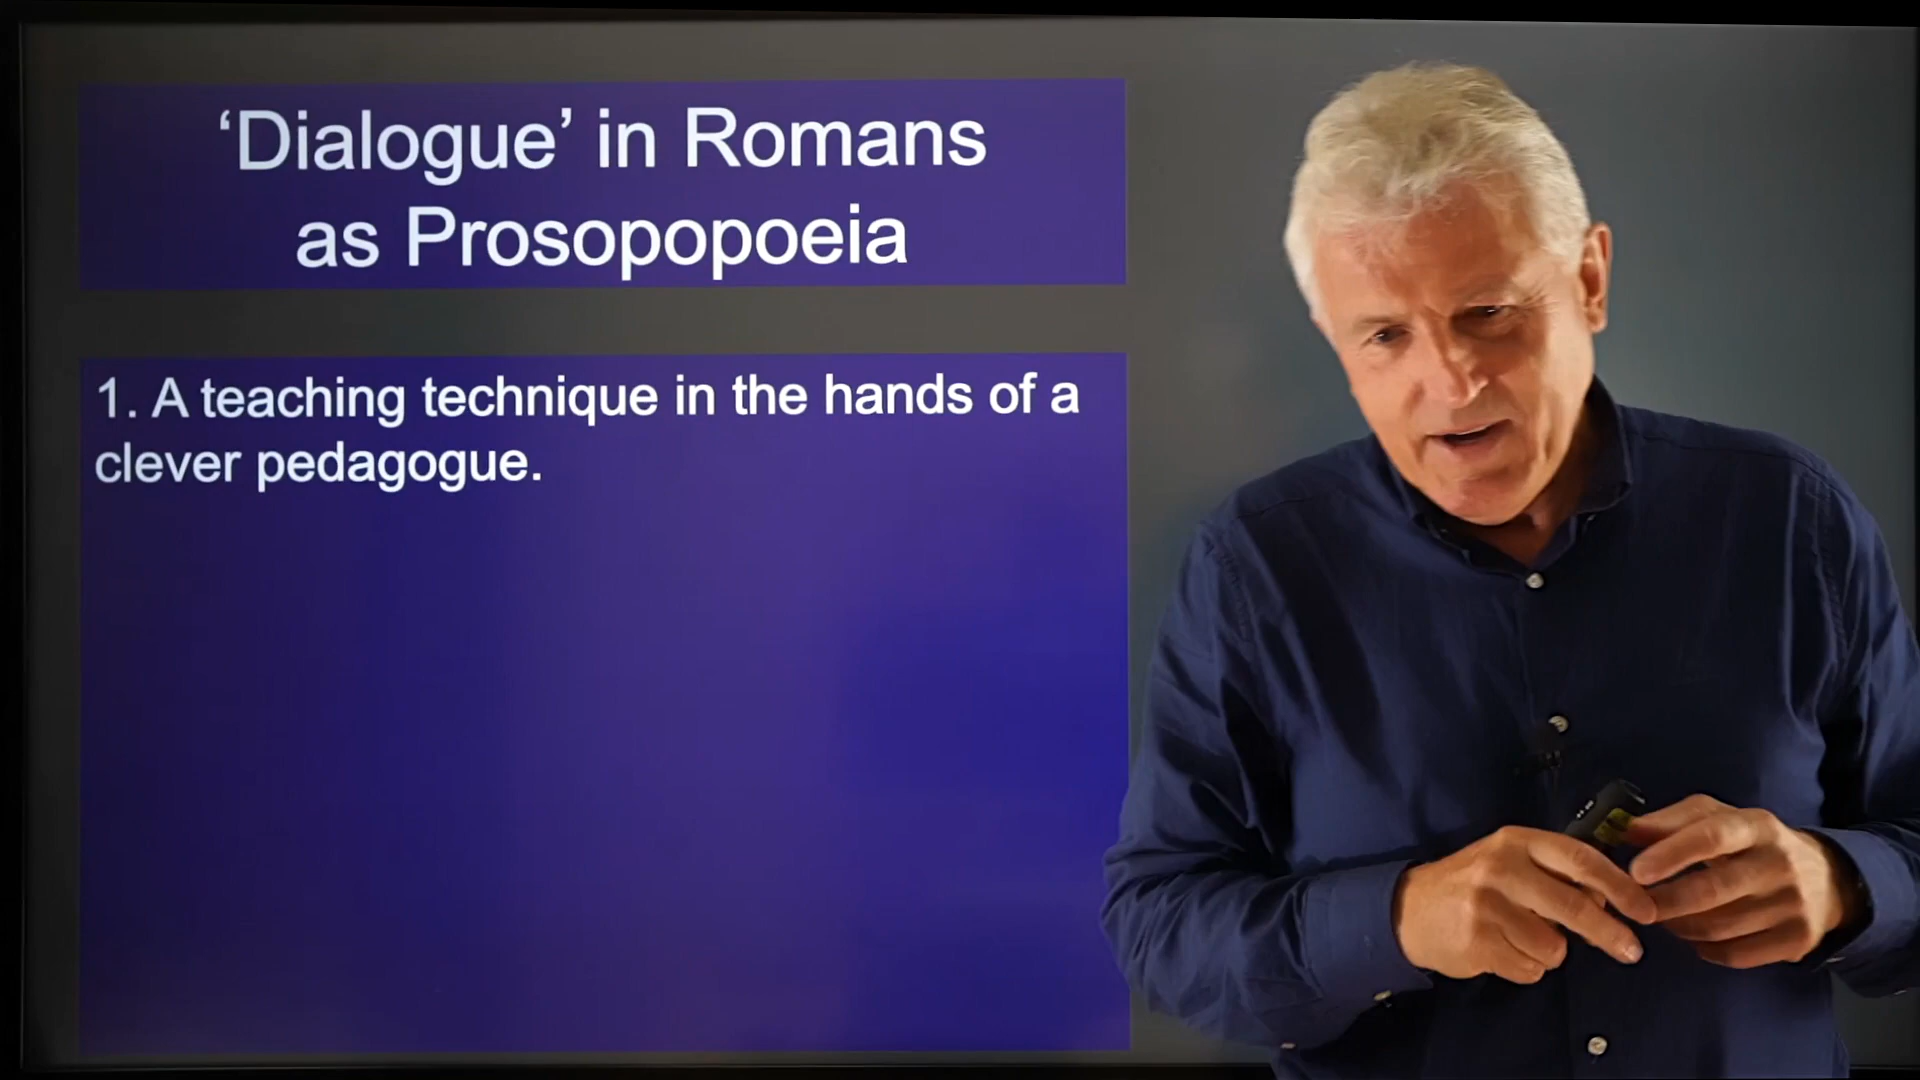 ‘Dialogue’ in Romans
as Prosopopoeia
1. A teaching technique in the hands of a
clever pedagogue.